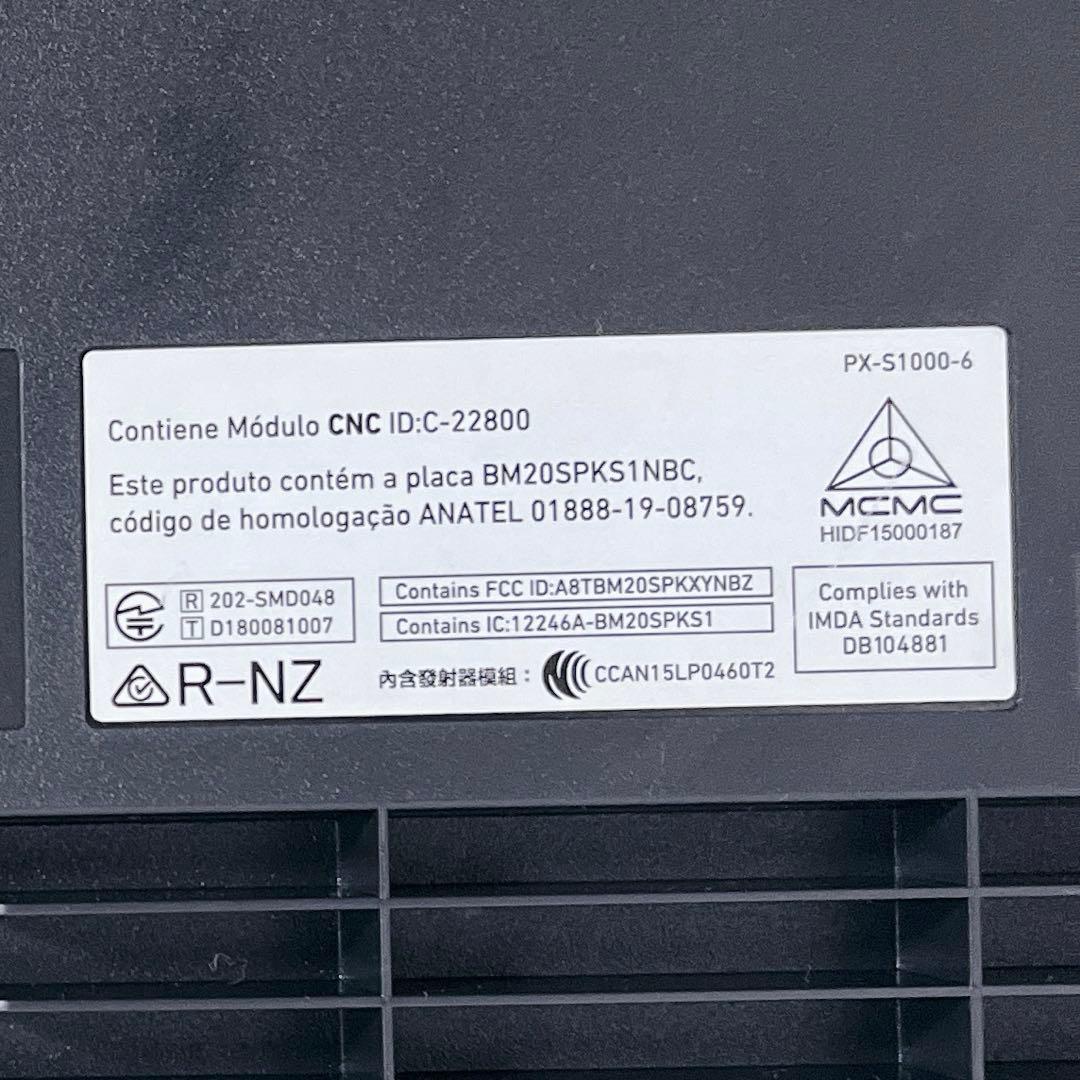 PX-S1000-6
Contiene Módulo CNC ID:C-22800
Este produto contém a placa BM20SPKS1NBC,
código de homologação ANATEL 01888-19-08759.
MCMC
HIDF15000187
R 202-SMD048
T D180081007
Contains FCC ID:A8TBM20SPKXYNBZ
Contains IC:12246A-BM20SPKS1
Complies with
IMDA Standards
DB104881
R-NZ
內含發射器模組：CCAN15LP0460T2